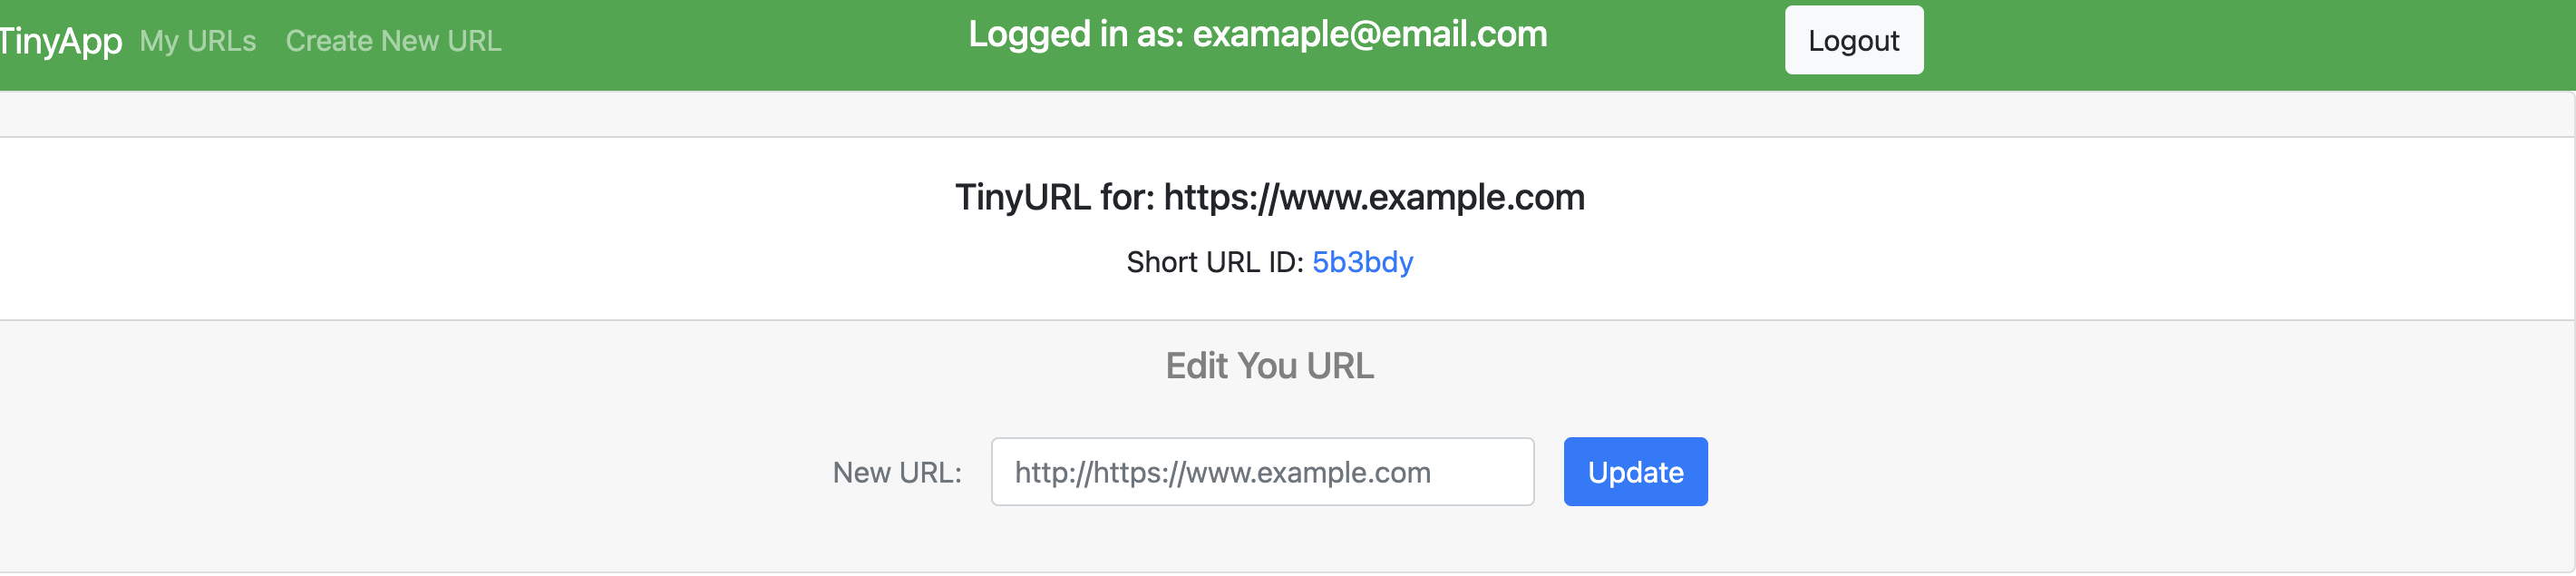 TinyApp My URLs Create New URL Logged in as: examaple@email.com Logout
TinyURL for: https://www.example.com
Short URL ID: 5b3bdy
Edit You URL
New URL: http://https://www.example.com Update